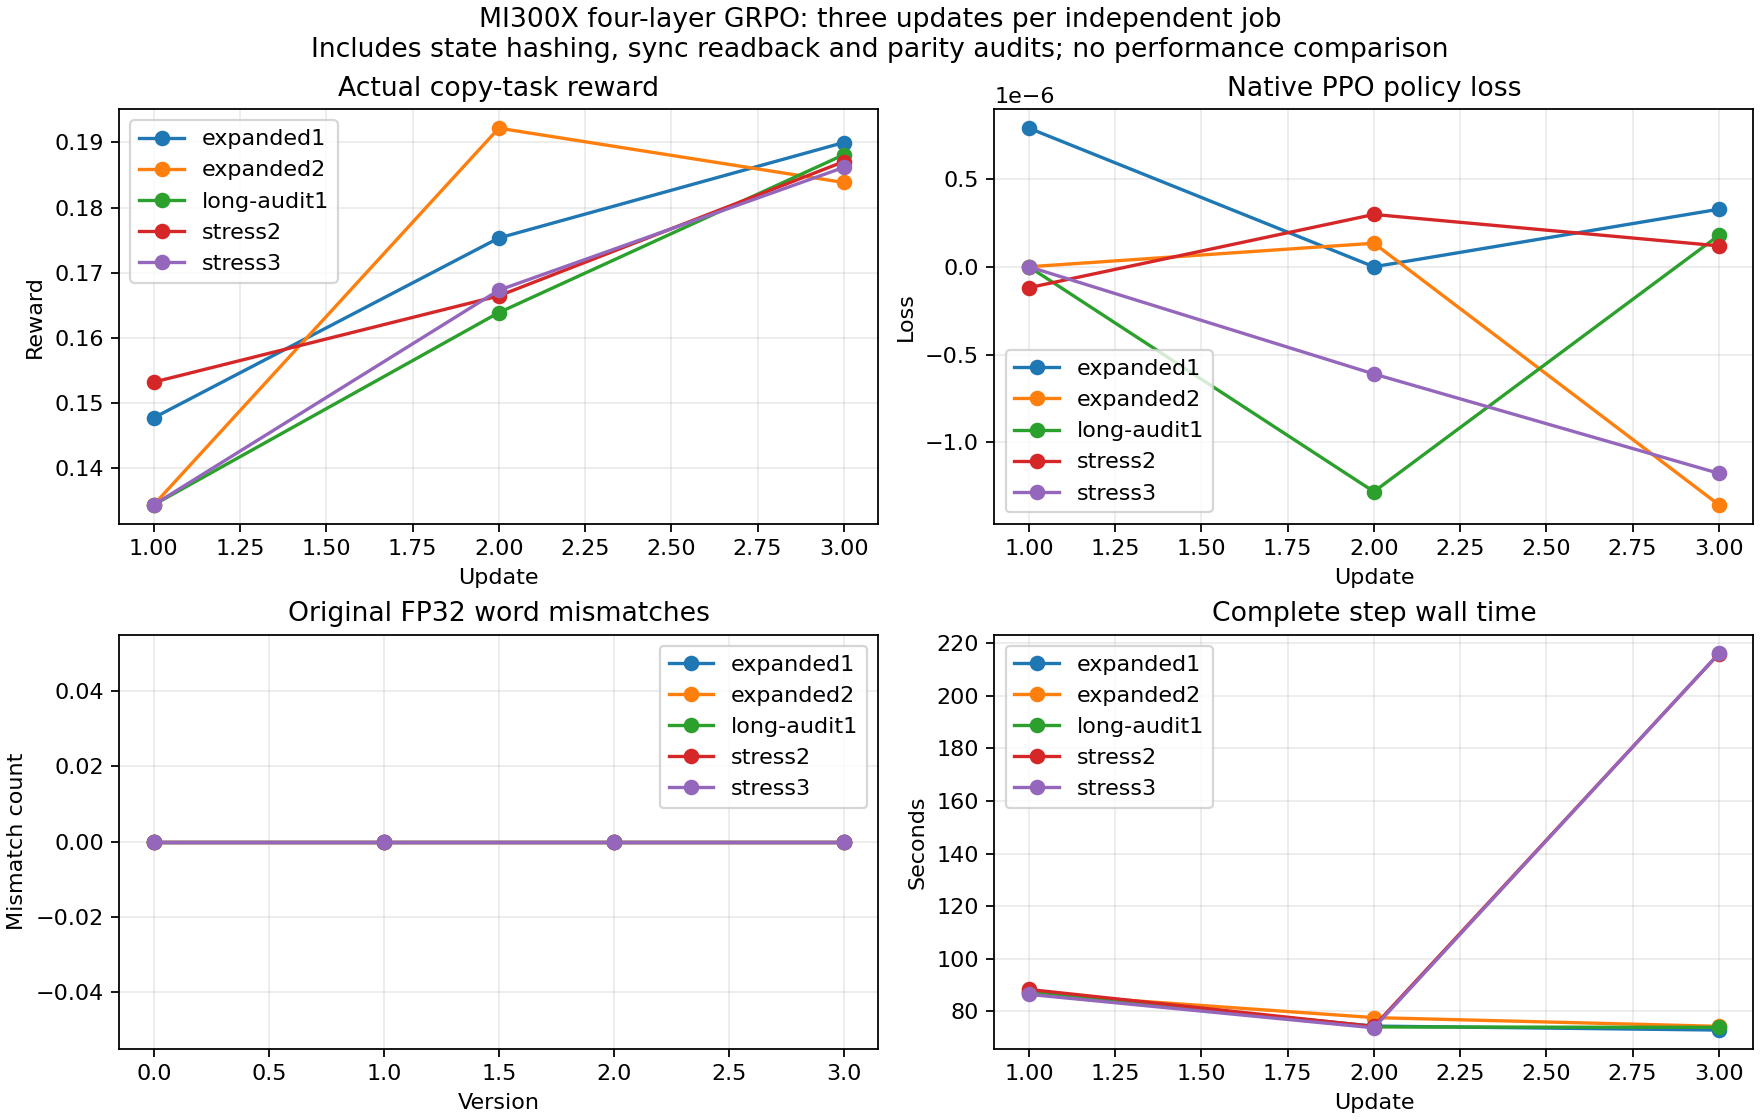 MI300X four-layer GRPO: three updates per independent job
Includes state hashing, sync readback and parity audits; no performance comparison
Actual copy-task reward
Reward
0.19
0.18
0.17
0.16
0.15
0.14
expanded1
expanded2
long-audit1
stress2
stress3
1.00 1.25 1.50 1.75 2.00 2.25 2.50 2.75 3.00
Update
Native PPO policy loss
1e−6
Loss
0.5
0.0
−0.5
−1.0
expanded1
expanded2
long-audit1
stress2
stress3
1.00 1.25 1.50 1.75 2.00 2.25 2.50 2.75 3.00
Update
Original FP32 word mismatches
Mismatch count
0.04
0.02
0.00
−0.02
−0.04
expanded1
expanded2
long-audit1
stress2
stress3
0.0 0.5 1.0 1.5 2.0 2.5 3.0
Version
Complete step wall time
Seconds
220
200
180
160
140
120
100
80
expanded1
expanded2
long-audit1
stress2
stress3
1.00 1.25 1.50 1.75 2.00 2.25 2.50 2.75 3.00
Update